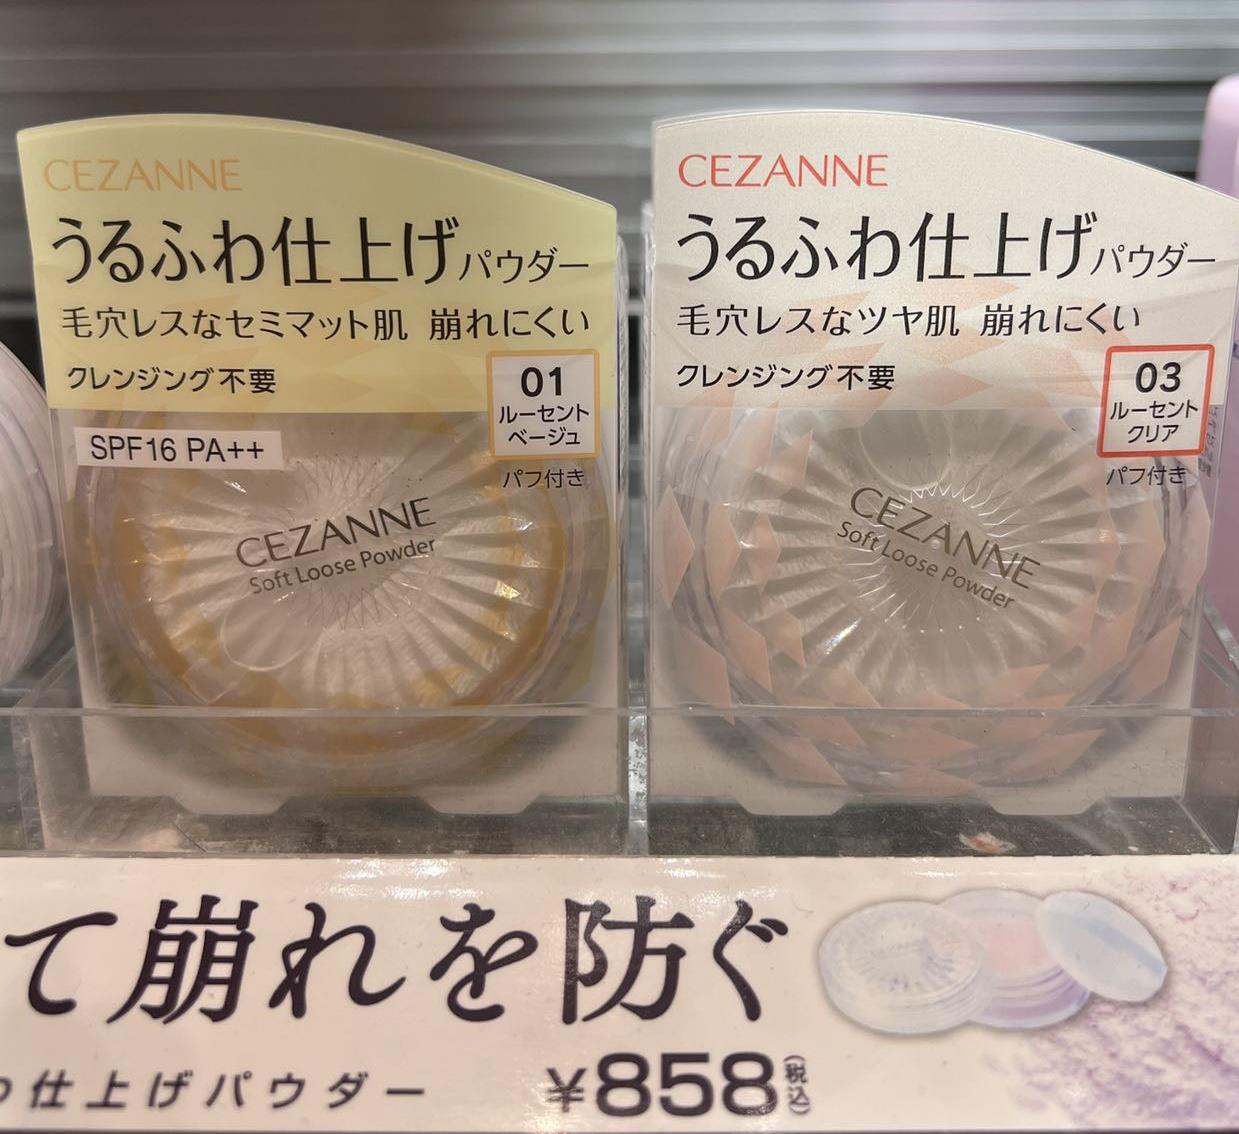 CEZANNE
うるふわ仕上げパウダー
毛穴レスなセミマット肌 崩れにくい
クレンジング不要
01
ルーセント
ベージュ
SPF16 PA++
パフ付き
CEZANNE
Soft Loose Powder
CEZANNE
うるふわ仕上げパウダー
毛穴レスなツヤ肌 崩れにくい
クレンジング不要
03
ルーセント
クリア
パフ付き
CEZANNE
Soft Loose Powder
て崩れを防ぐ
仕上げパウダー ¥858(税込)